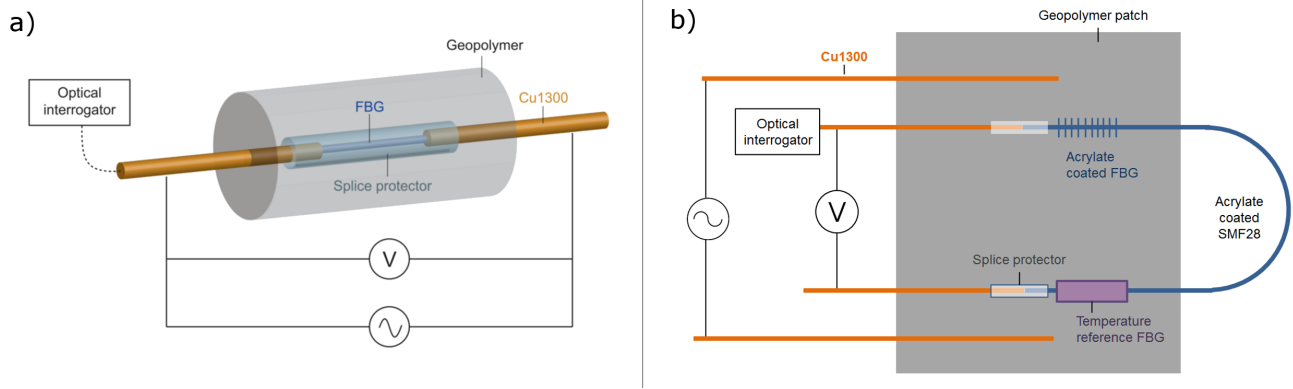 a)
Geopolymer
Optical
interrogator
FBG
Cu1300
Splice protector
V
b)
Geopolymer patch
Cu1300
Optical
interrogator
Acrylate
coated FBG
V
Acrylate
coated
SMF28
Splice protector
Temperature
reference FBG